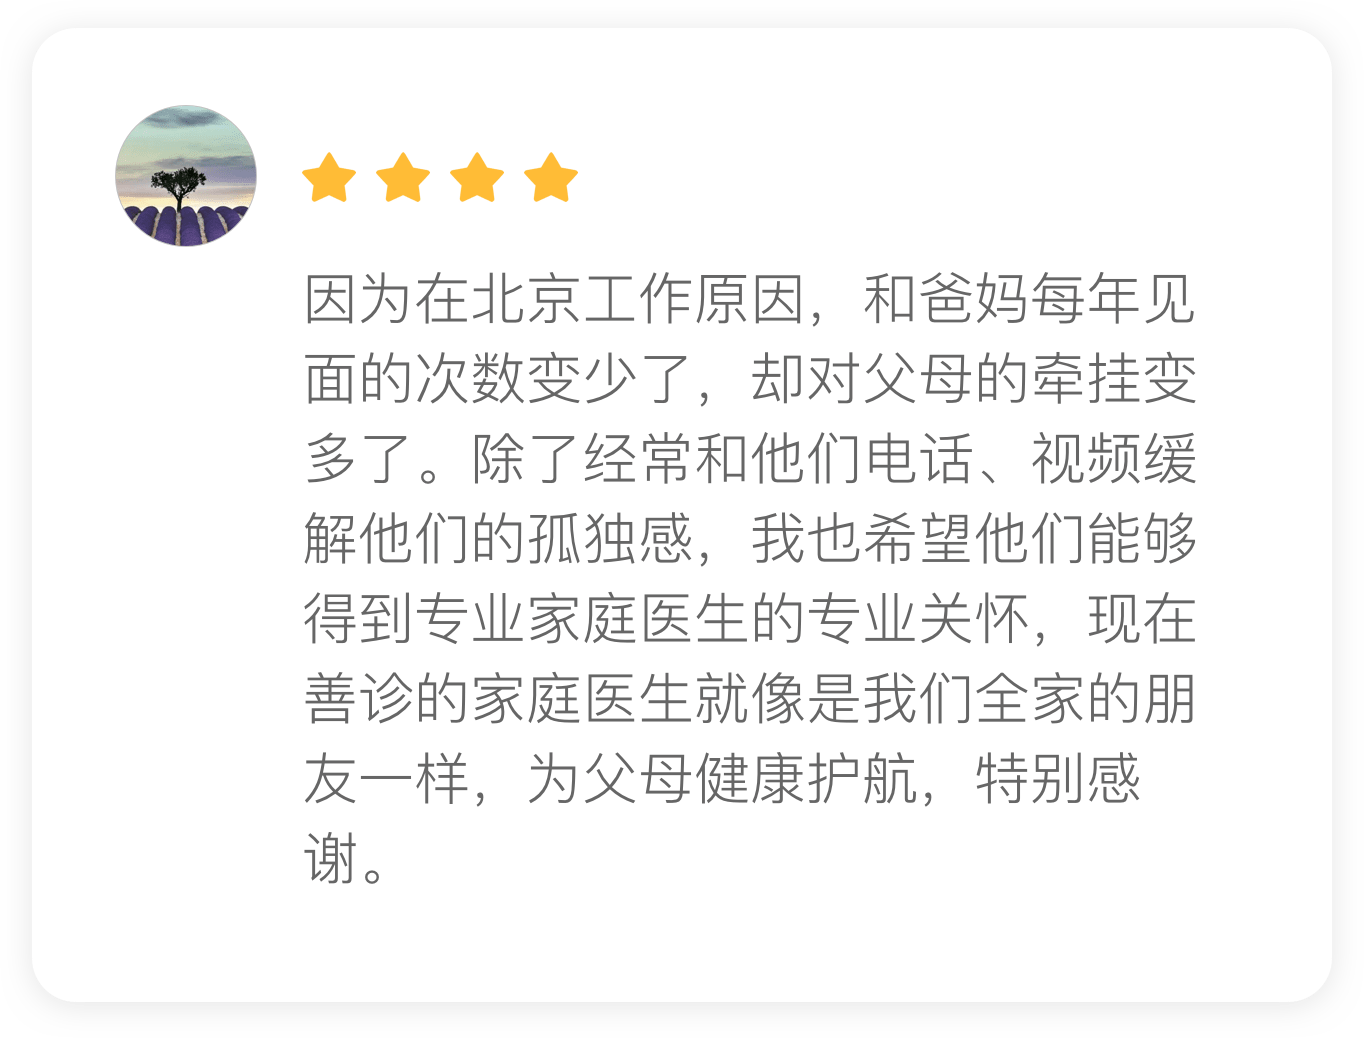 因为在北京工作原因，和爸妈每年见
面的次数变少了，却对父母的牵挂变
多了。除了经常和他们电话、视频缓
解他们的孤独感，我也希望他们能够
得到专业家庭医生的专业关怀，现在
善诊的家庭医生就像是我们全家的朋
友一样，为父母健康护航，特别感
谢。